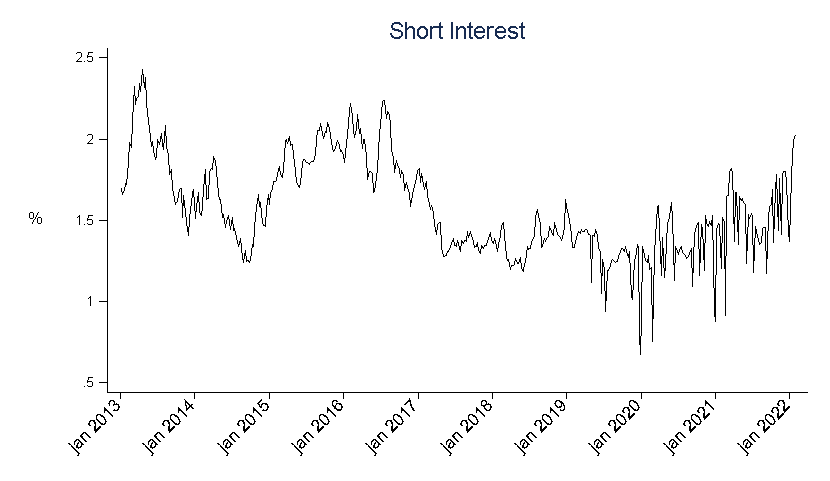 Short Interest
2.5
2
1.5
1
.5
%
Jan 2013
Jan 2014
Jan 2015
Jan 2016
Jan 2017
Jan 2018
Jan 2019
Jan 2020
Jan 2021
Jan 2022